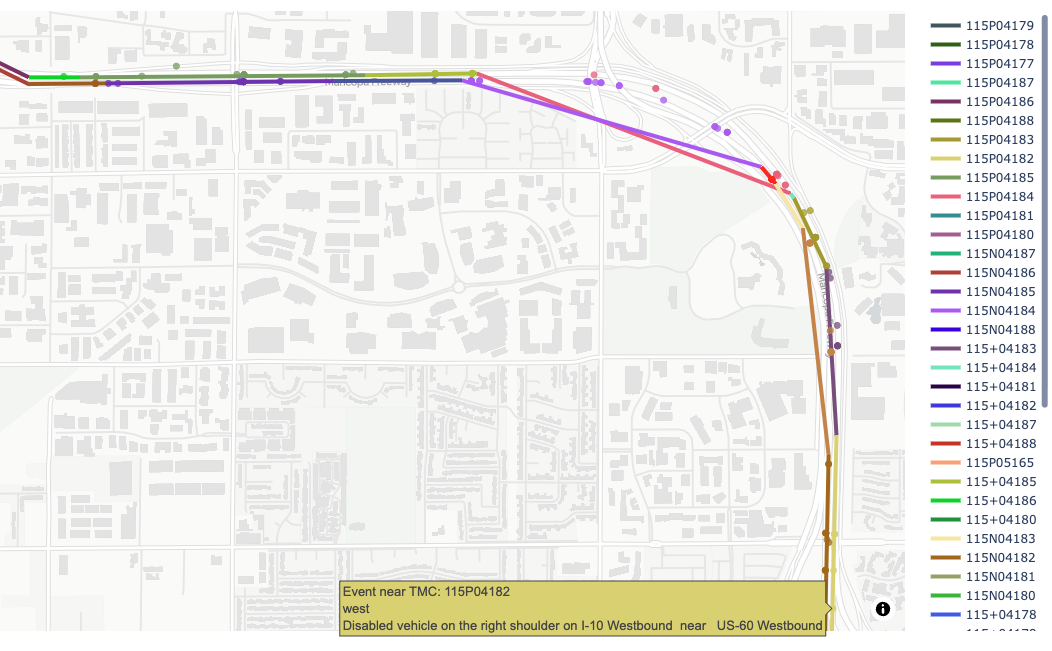 Maricopa Freeway
Event near TMC: 115P04182
west
Disabled vehicle on the right shoulder on I-10 Westbound near US-60 Westbound
115P04179
115P04178
115P04177
115P04187
115P04186
115P04188
115P04183
115P04182
115P04185
115P04184
115P04181
115P04180
115N04187
115N04186
115N04185
115N04184
115N04188
115+04183
115+04184
115+04181
115+04182
115+04187
115+04188
115P05165
115+04185
115+04186
115+04180
115N04183
115N04182
115N04181
115N04180
115+04178